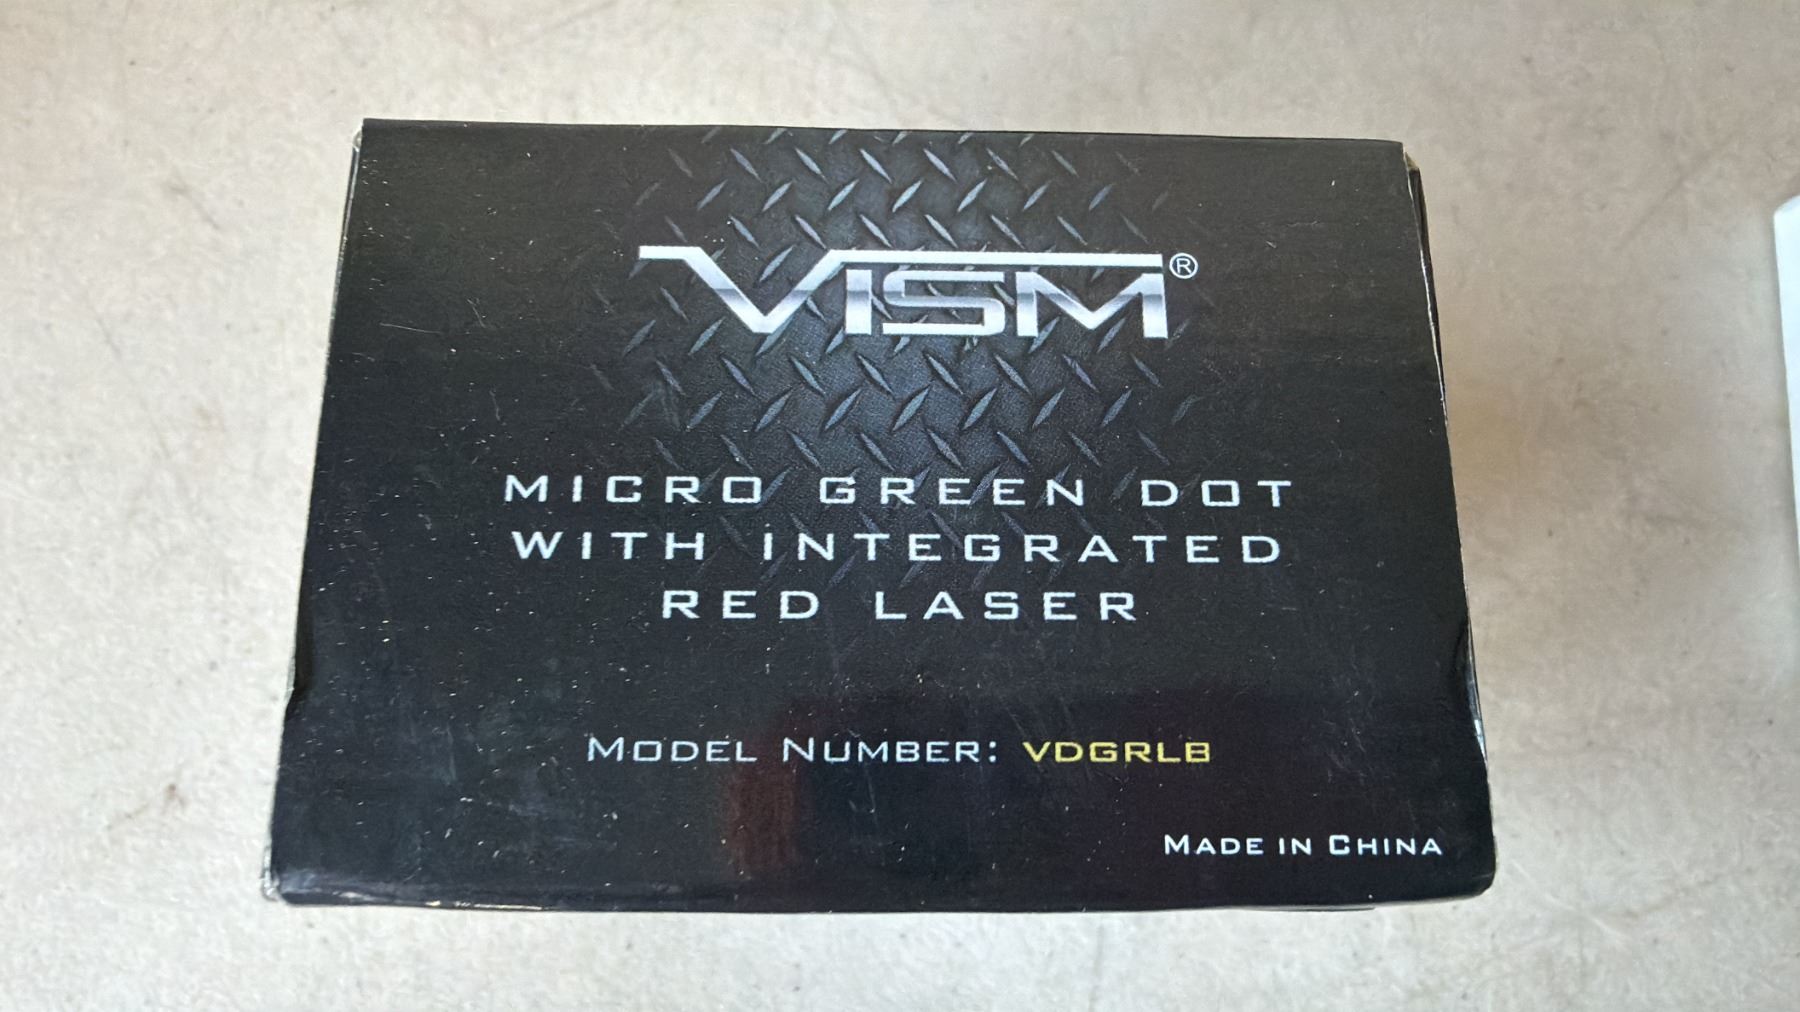 VISM®
MICRO GREEN DOT
WITH INTEGRATED
RED LASER
MODEL NUMBER: VDGRLB
MADE IN CHINA